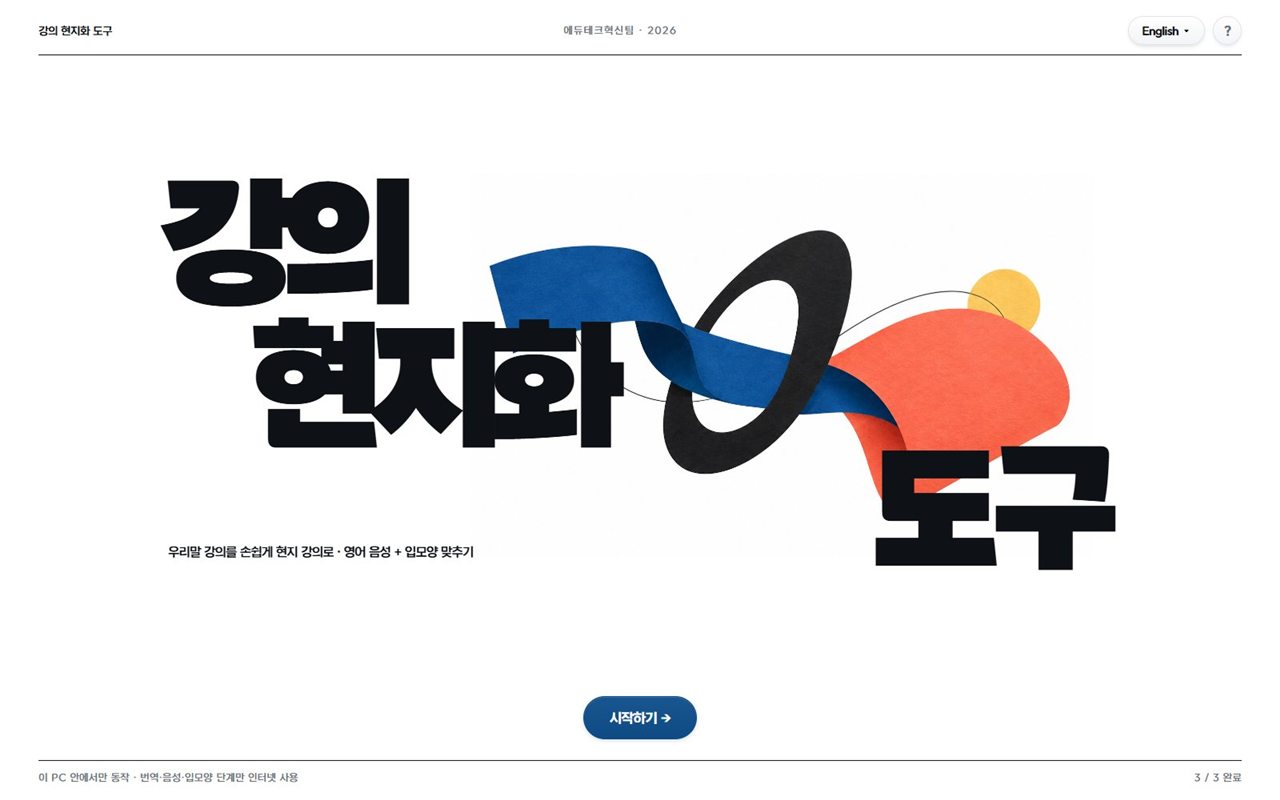 강의 현지화 도구
에듀테크혁신팀 · 2026
English
?
강의
현지화
도구
우리말 강의를 손쉽게 현지 강의로 · 영어 음성 + 입모양 맞추기
시작하기 →
이 PC 안에서만 동작 · 번역·음성·입모양 단계만 인터넷 사용
3 / 3 완료